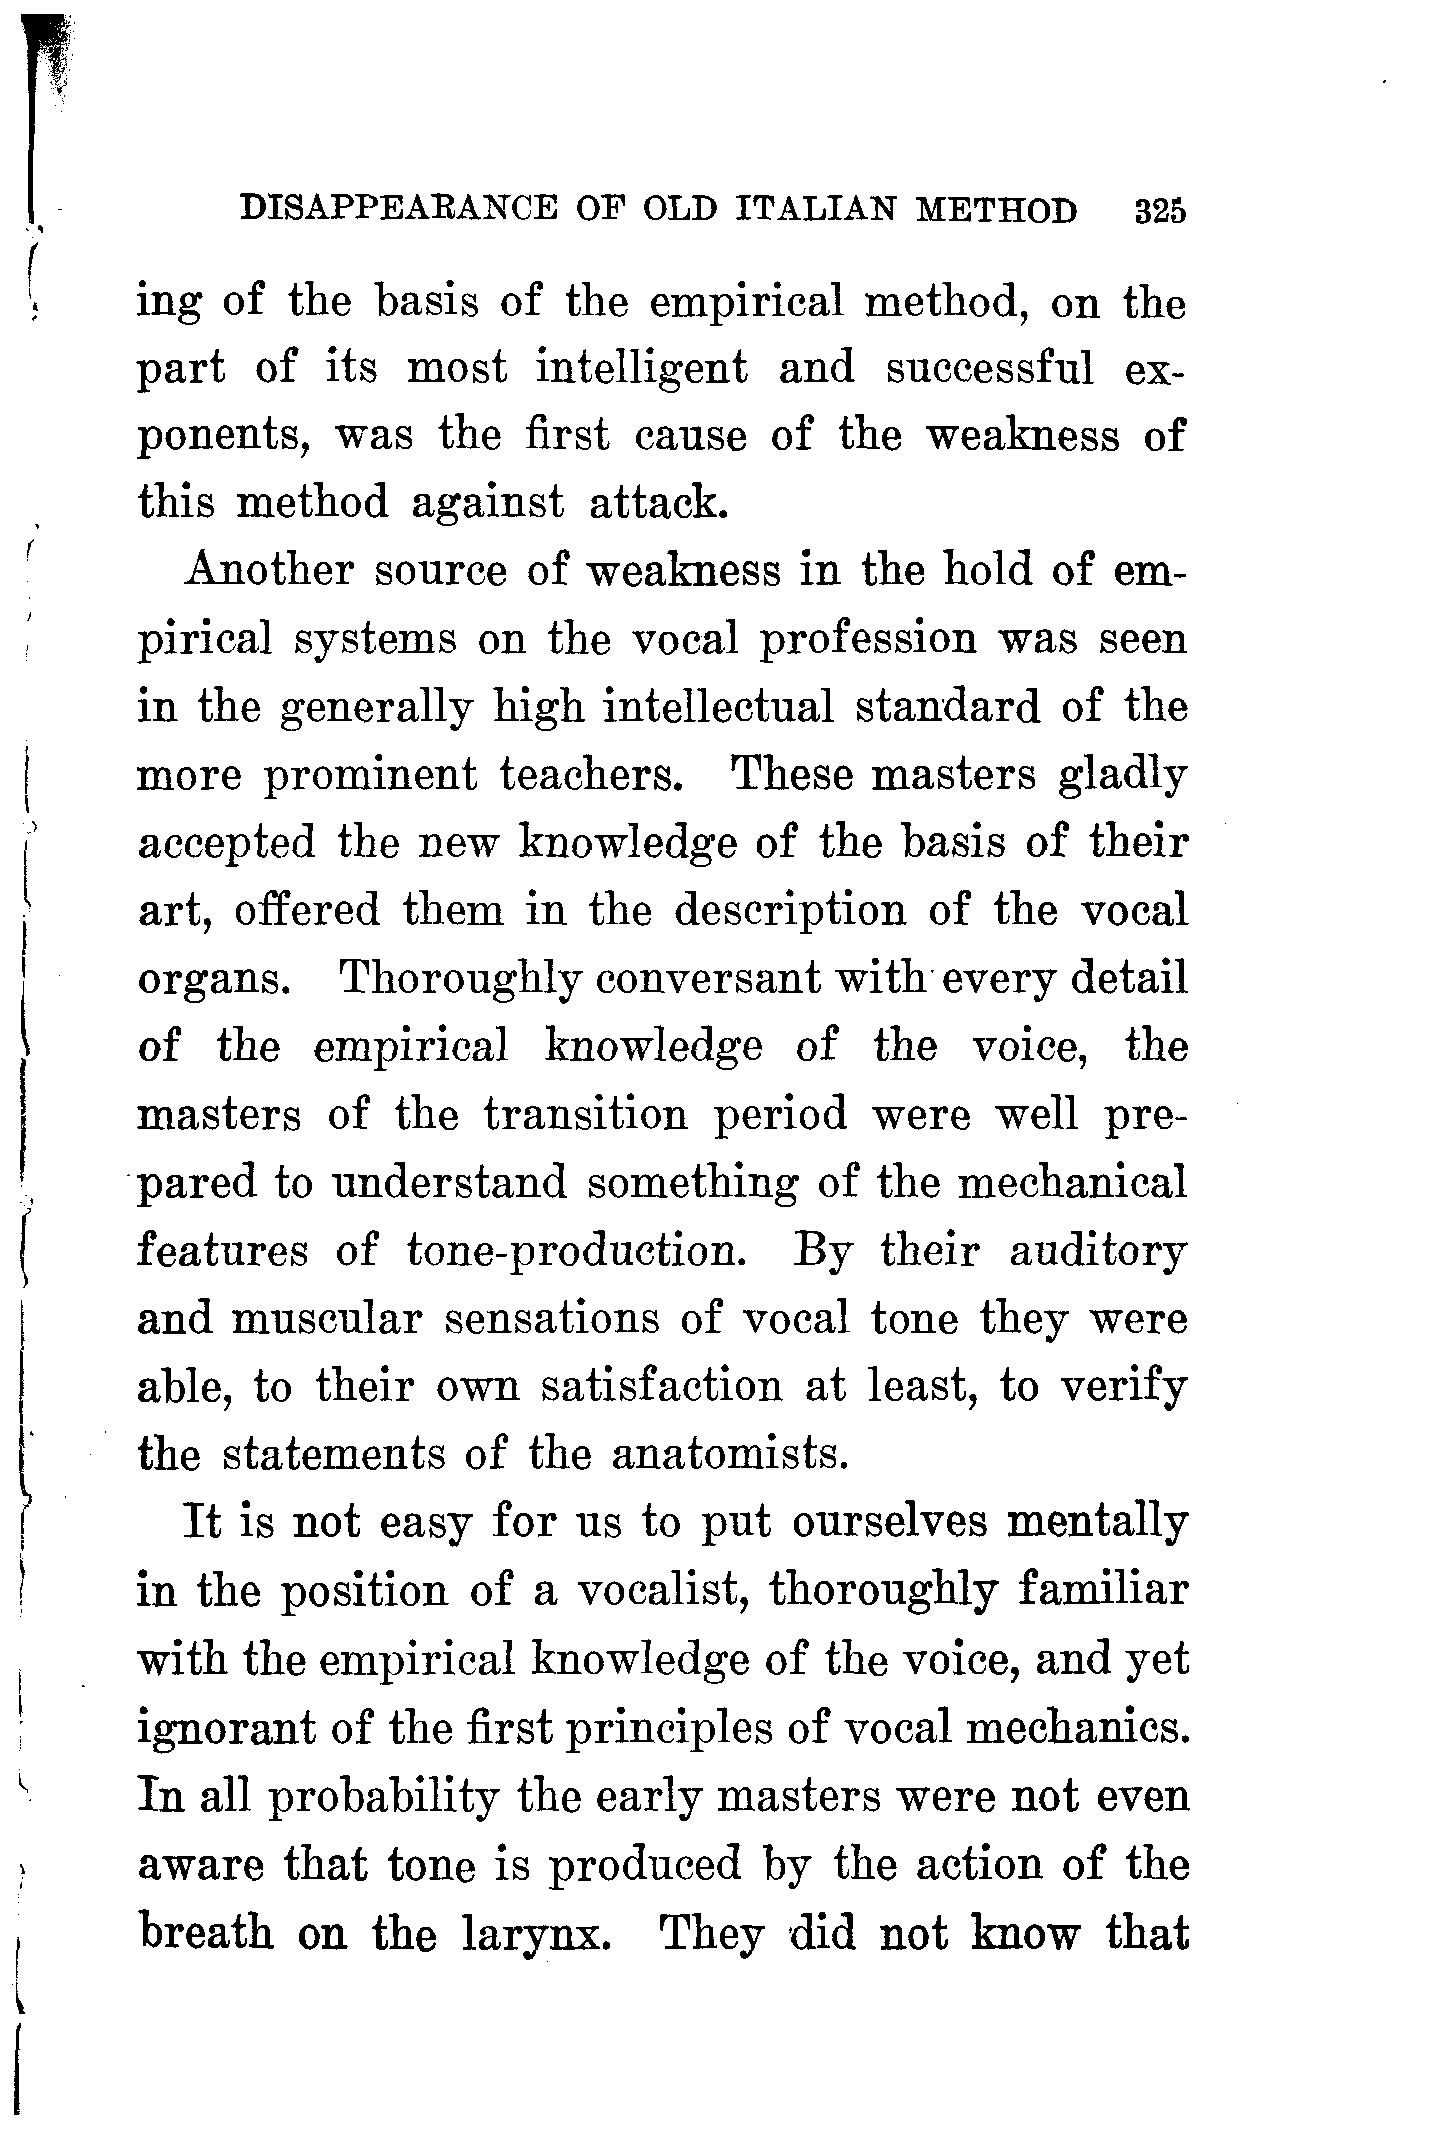 DISAPPEARANCE OF OLD ITALIAN METHOD 325
ing of the basis of the empirical method, on the
part of its most intelligent and successful ex-
ponents, was the first cause of the weakness of
this method against attack.
Another source of weakness in the hold of em-
pirical systems on the vocal profession was seen
in the generally high intellectual standard of the
more prominent teachers. These masters gladly
accepted the new knowledge of the basis of their
art, offered them in the description of the vocal
organs. Thoroughly conversant with every detail
of the empirical knowledge of the voice, the
masters of the transition period were well pre-
pared to understand something of the mechanical
features of tone-production. By their auditory
and muscular sensations of vocal tone they were
able, to their own satisfaction at least, to verify
the statements of the anatomists.
It is not easy for us to put ourselves mentally
in the position of a vocalist, thoroughly familiar
with the empirical knowledge of the voice, and yet
ignorant of the first principles of vocal mechanics.
In all probability the early masters were not even
aware that tone is produced by the action of the
breath on the larynx. They did not know that